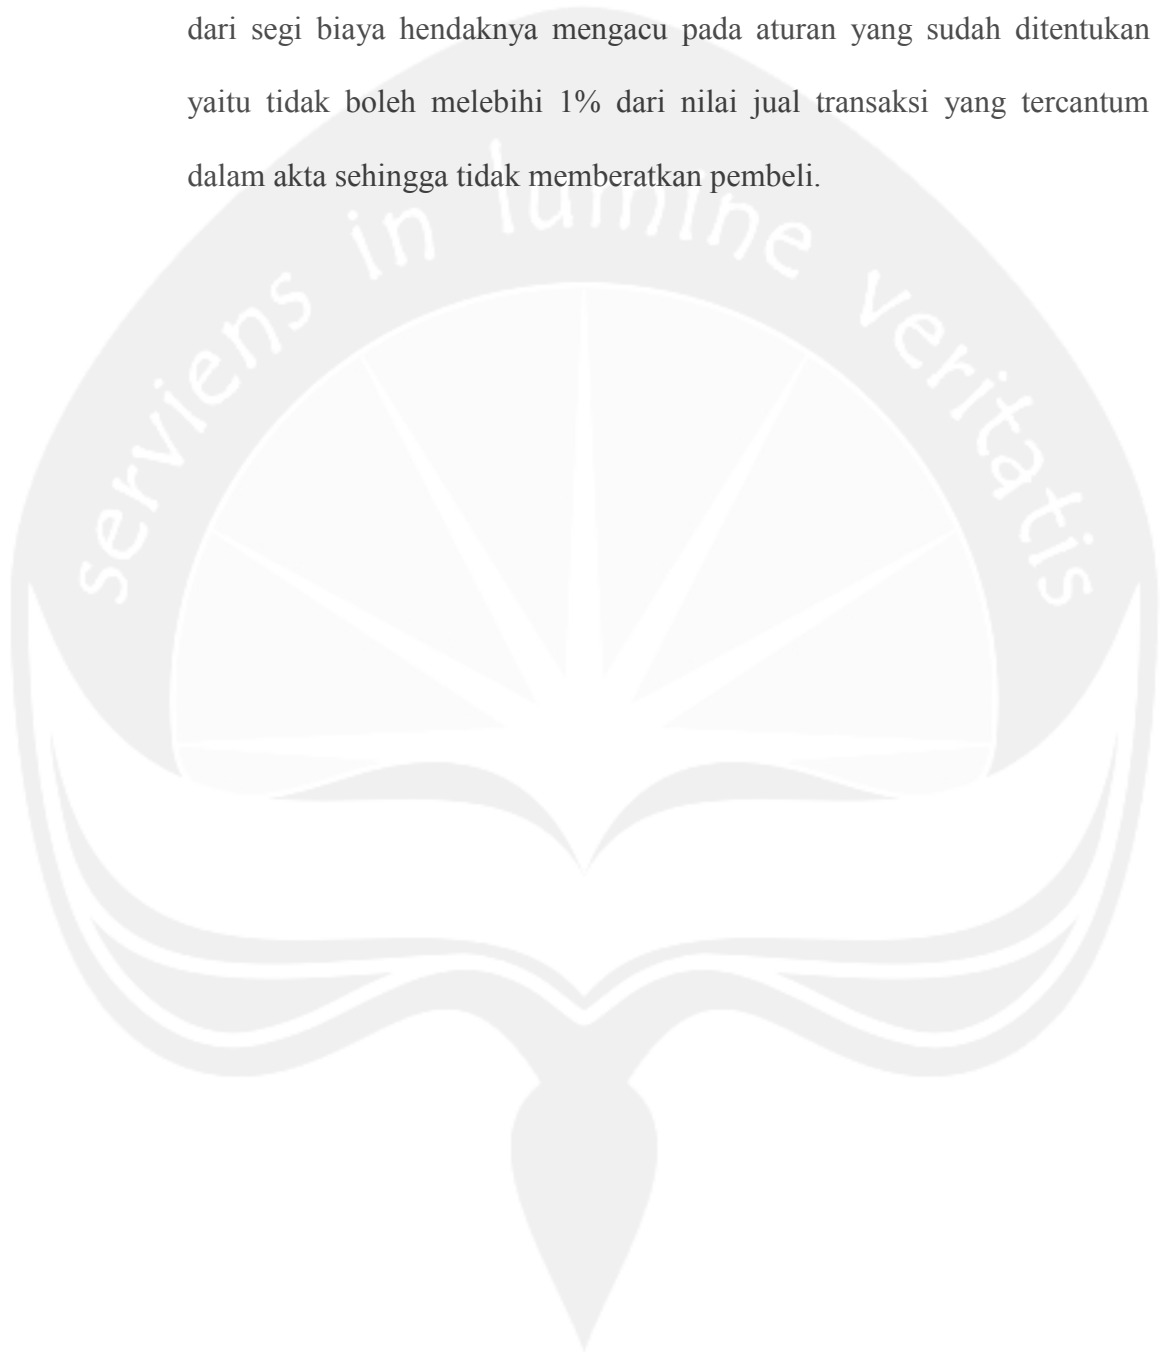 dari segi biaya hendaknya mengacu pada aturan yang sudah ditentukan
yaitu tidak boleh melebihi 1% dari nilai jual transaksi yang tercantum
dalam akta sehingga tidak memberatkan pembeli.
serviens in lumine veritatis